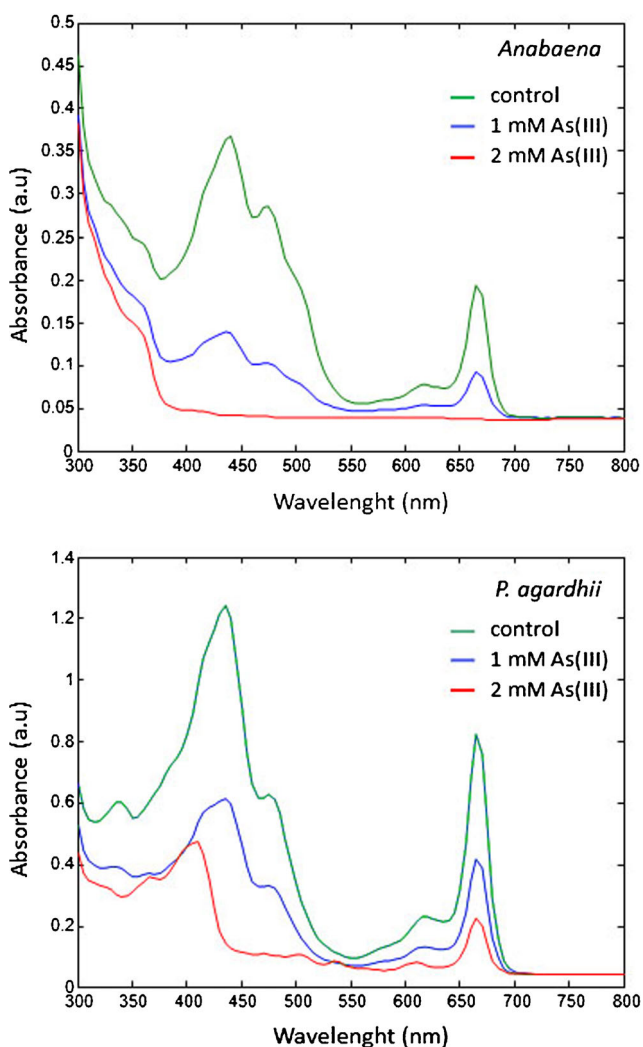 Anabaena
control
1 mM As(III)
2 mM As(III)
Absorbance (a.u)
0.5
0.45
0.4
0.35
0.3
0.25
0.2
0.15
0.1
0.05
0
300 350 400 450 500 550 600 650 700 750 800
Wavelenght (nm)
P. agardhii
control
1 mM As(III)
2 mM As(III)
Absorbance (a.u)
1.4
1.2
1
0.8
0.6
0.4
0.2
0
300 350 400 450 500 550 600 650 700 750 800
Wavelenght (nm)